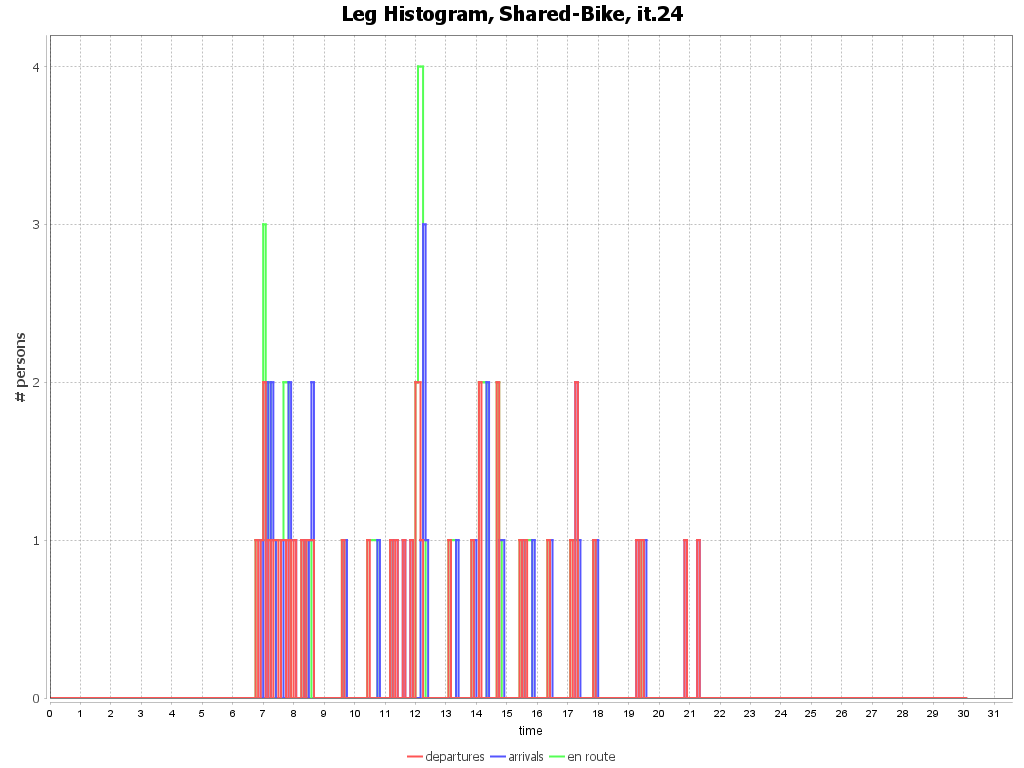 Leg Histogram, Shared-Bike, it.24
# persons
4
3
2
1
0
0 1 2 3 4 5 6 7 8 9 10 11 12 13 14 15 16 17 18 19 20 21 22 23 24 25 26 27 28 29 30 31
time
departures arrivals en route